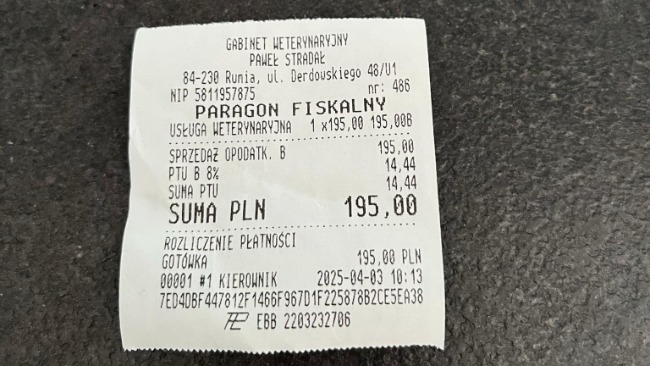 GABINET WETERYNARYJNY
PAWEŁ STRADAŁ
84-230 Rumia, ul. Derdowskiego 48/U1
NIP 5811957875 nr: 486
PARAGON FISKALNY
USŁUGA WETERYNARYJNA 1 x195,00 195,00B
SPRZEDAŻ OPODATK. B 195,00
PTU B 8% 14,44
SUMA PTU 14,44
SUMA PLN 195,00
ROZLICZENIE PŁATNOŚCI
GOTÓWKA 195,00 PLN
00001 #1 KIEROWNIK 2025-04-03 10:13
7ED4DBF447812F1466F967D1F225878B2CE5EA38
EBB 2203232706